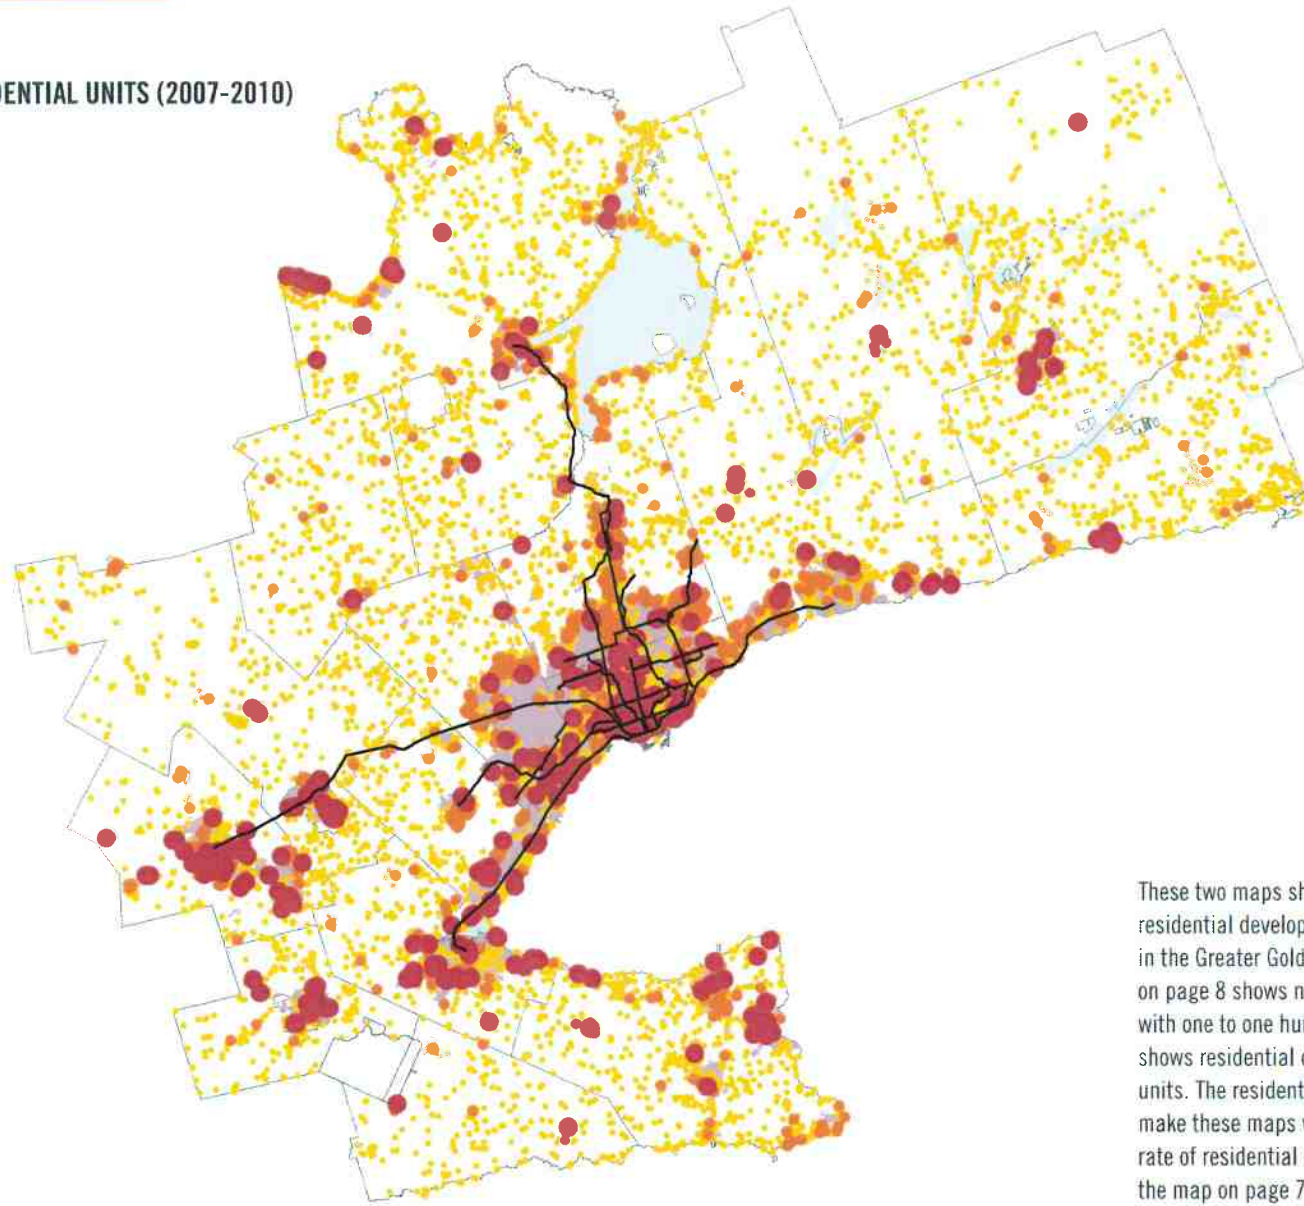 DENTIAL UNITS (2007-2010)
These two maps sh
residential develop
in the Greater Gold
on page 8 shows n
with one to one hu
shows residential
units. The resident
make these maps
rate of residential
the map on page 7